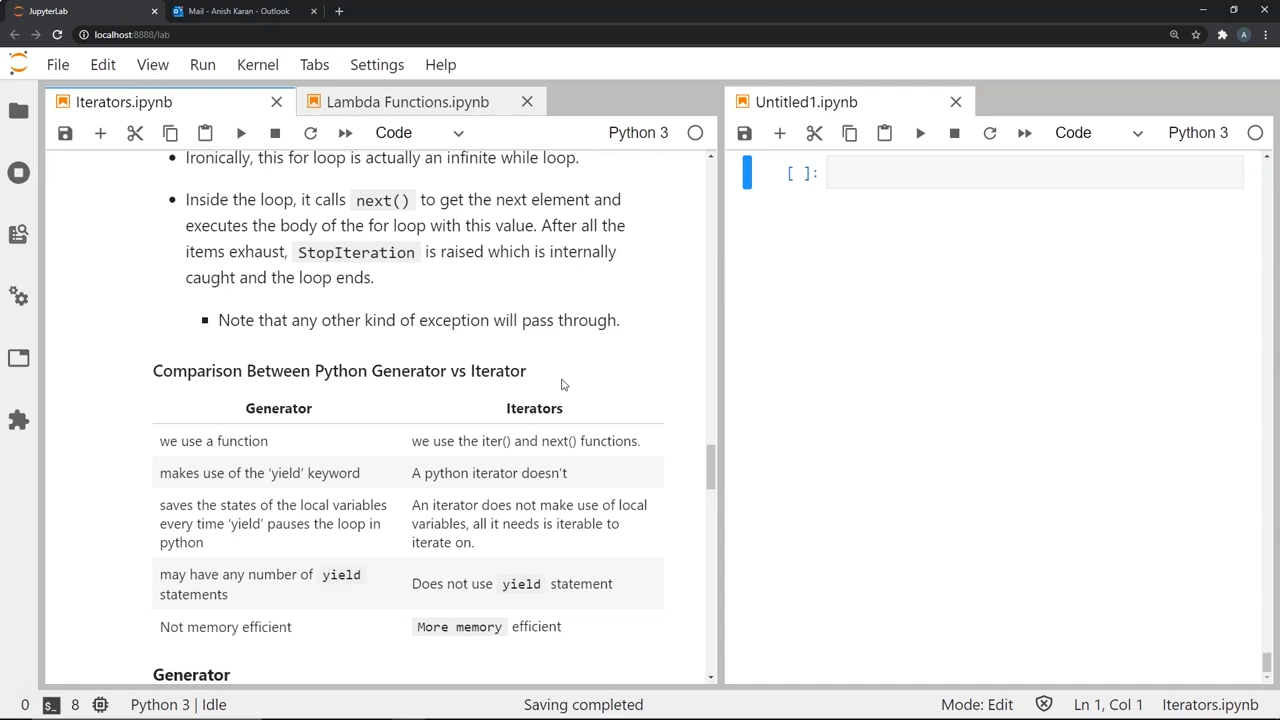 JupyterLab
Mail - Anish Karan - Outlook
localhost:8888/lab
A
File Edit View Run Kernel Tabs Settings Help
Iterators.ipynb
Lambda Functions.ipynb
Untitled1.ipynb
Code
Python 3
Code
Python 3
Ironically, this for loop is actually an infinite while loop.
Inside the loop, it calls next() to get the next element and
executes the body of the for loop with this value. After all the
items exhaust, StopIteration is raised which is internally
caught and the loop ends.
Note that any other kind of exception will pass through.
Comparison Between Python Generator vs Iterator
Generator Iterators
we use a function we use the iter() and next() functions.
makes use of the ‘yield’ keyword A python iterator doesn’t
saves the states of the local variables
every time ‘yield’ pauses the loop in
python
An iterator does not make use of local
variables, all it needs is iterable to
iterate on.
may have any number of yield
statements
Does not use yield statement
Not memory efficient More memory efficient
Generator
[ ]:
0 $_ 8 Python 3 | Idle Saving completed Mode: Edit Ln 1, Col 1 Iterators.ipynb